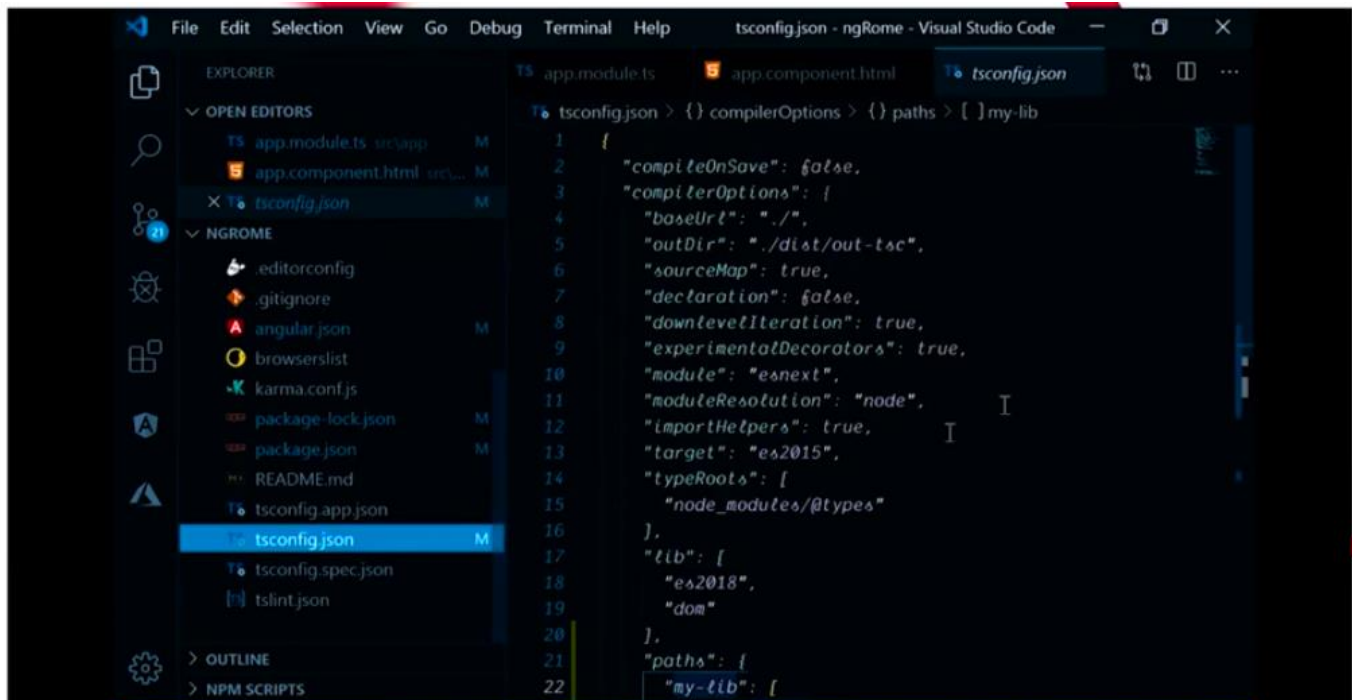 File Edit Selection View Go Debug Terminal Help tsconfig.json - ngRome - Visual Studio Code
EXPLORER
OPEN EDITORS
TS app.module.ts src\app M
app.component.html src\... M
tsconfig.json M
NGROME
.editorconfig
.gitignore
angular.json M
browserslist
karma.conf.js
package-lock.json M
package.json M
README.md
tsconfig.app.json
tsconfig.json M
tsconfig.spec.json
tslint.json
OUTLINE
NPM SCRIPTS
21
TS app.module.ts app.component.html tsconfig.json
tsconfig.json > {} compilerOptions > {} paths > [ ] my-lib
1 {
2 "compileOnSave": false,
3 "compilerOptions": {
4 "baseUrl": "./",
5 "outDir": "./dist/out-tsc",
6 "sourceMap": true,
7 "declaration": false,
8 "downlevelIteration": true,
9 "experimentalDecorators": true,
10 "module": "esnext",
11 "moduleResolution": "node",
12 "importHelpers": true,
13 "target": "es2015",
14 "typeRoots": [
15 "node_modules/@types"
16 ],
17 "lib": [
18 "es2018",
19 "dom"
20 ],
21 "paths": {
22 "my-lib": [